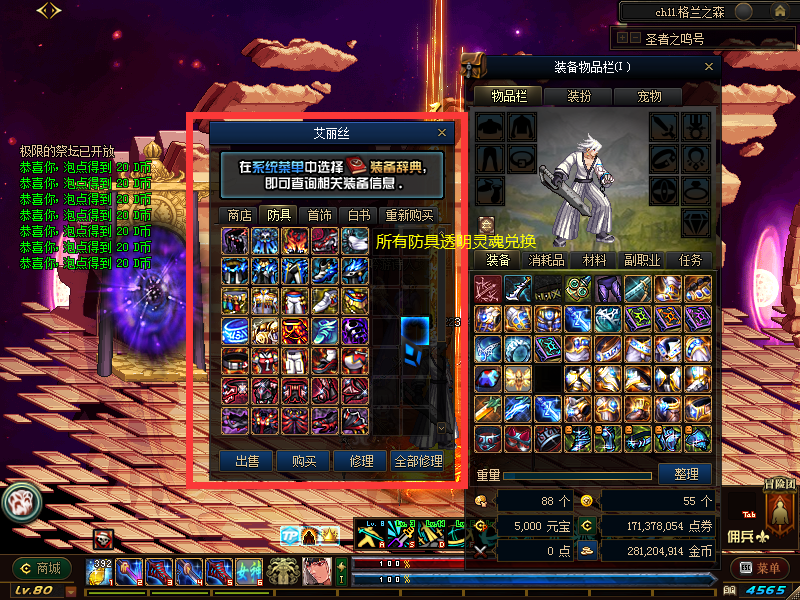 ch11.格兰之森
圣者之鸣号
极限的祭坛已开放
恭喜你,泡点得到 20 D币
恭喜你,泡点得到 20 D币
恭喜你,泡点得到 20 D币
恭喜你,泡点得到 20 D币
恭喜你,泡点得到 20 D币
恭喜你,泡点得到 20 D币
恭喜你,泡点得到 20 D币
艾丽丝
在系统菜单中选择 装备辞典,
即可查询相关装备信息 .
商店 防具 首饰 白书 重新购买
所有防具透明灵魂兑换
出售 购买 修理 全部修理
装备物品栏(I)
物品栏 装扮 宠物
装备 消耗品 材料 副职业 任务
重量 整理
88 个 55 个
5,000 元宝 171,378,054 点券
0 点 281,204,914 金币
冒险团
Tab
佣兵
商城
Lv.80
392
TP
Lv. 8
100%
100%
ESC 菜单
4565